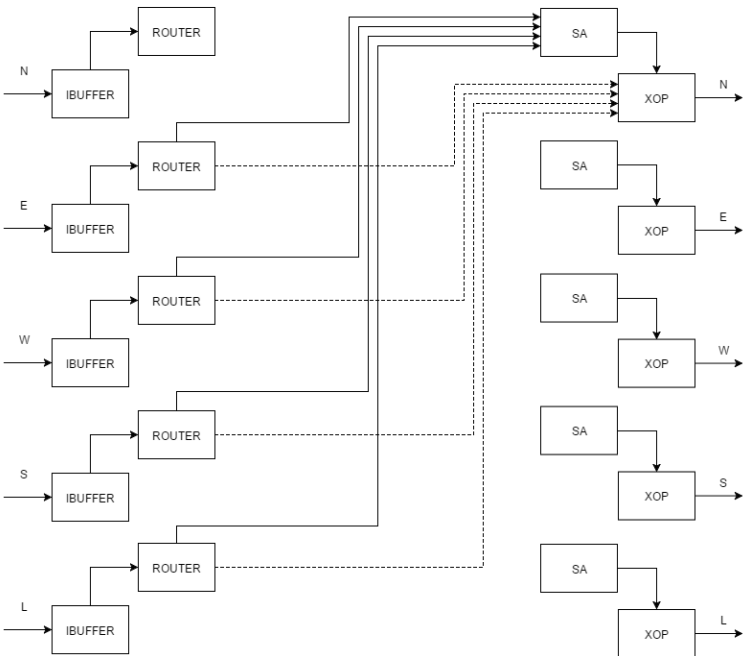 ROUTER
SA
N
IBUFFER
XOP
N
ROUTER
SA
E
IBUFFER
XOP
E
ROUTER
SA
W
IBUFFER
XOP
W
ROUTER
SA
S
IBUFFER
XOP
S
ROUTER
SA
L
IBUFFER
XOP
L